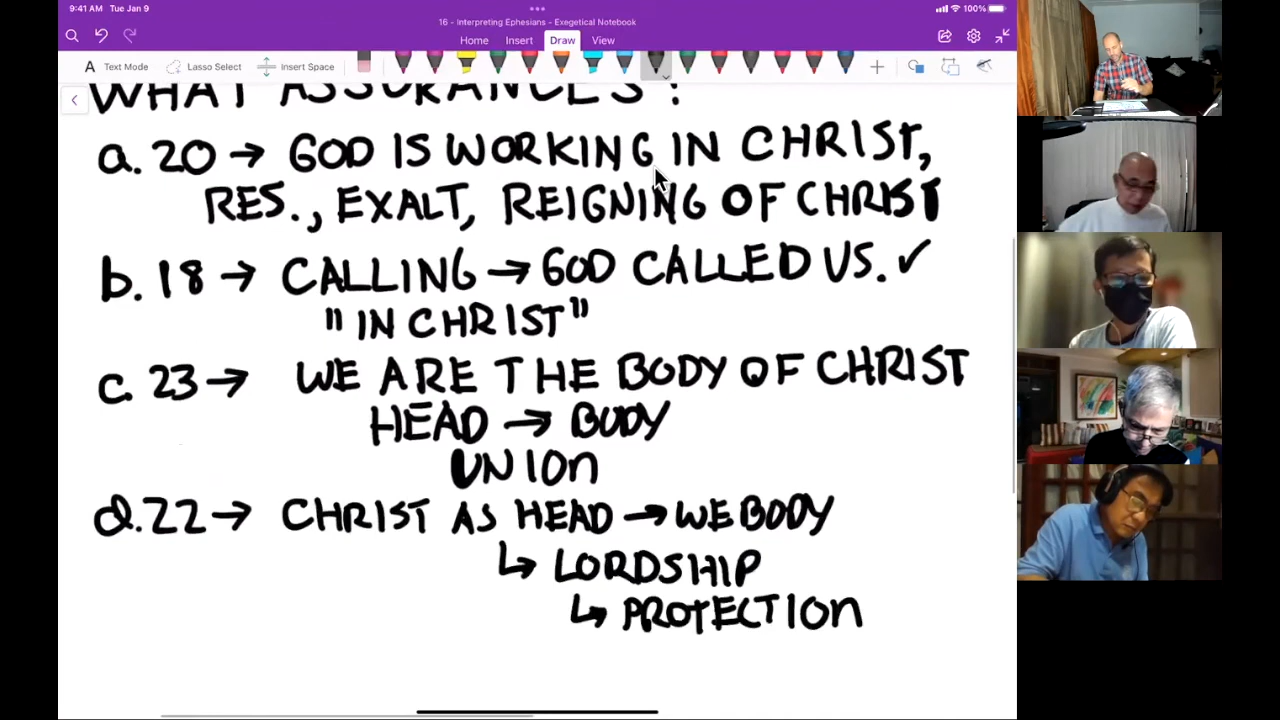 9:41 AM Tue Jan 9
100%
16 - Interpreting Ephesians - Exegetical Notebook
Home Insert Draw View
A Text Mode Lasso Select Insert Space
WHAT ASSURANCES?
a. 20 → GOD IS WORKING IN CHRIST,
RES., EXALT, REIGNING OF CHRIST
b. 18 → CALLING → GOD CALLED US. ✓
"IN CHRIST"
c. 23 → WE ARE THE BODY OF CHRIST
HEAD → BODY
UNION
d. 22 → CHRIST AS HEAD → WE BODY
↳ LORDSHIP
↳ PROTECTION